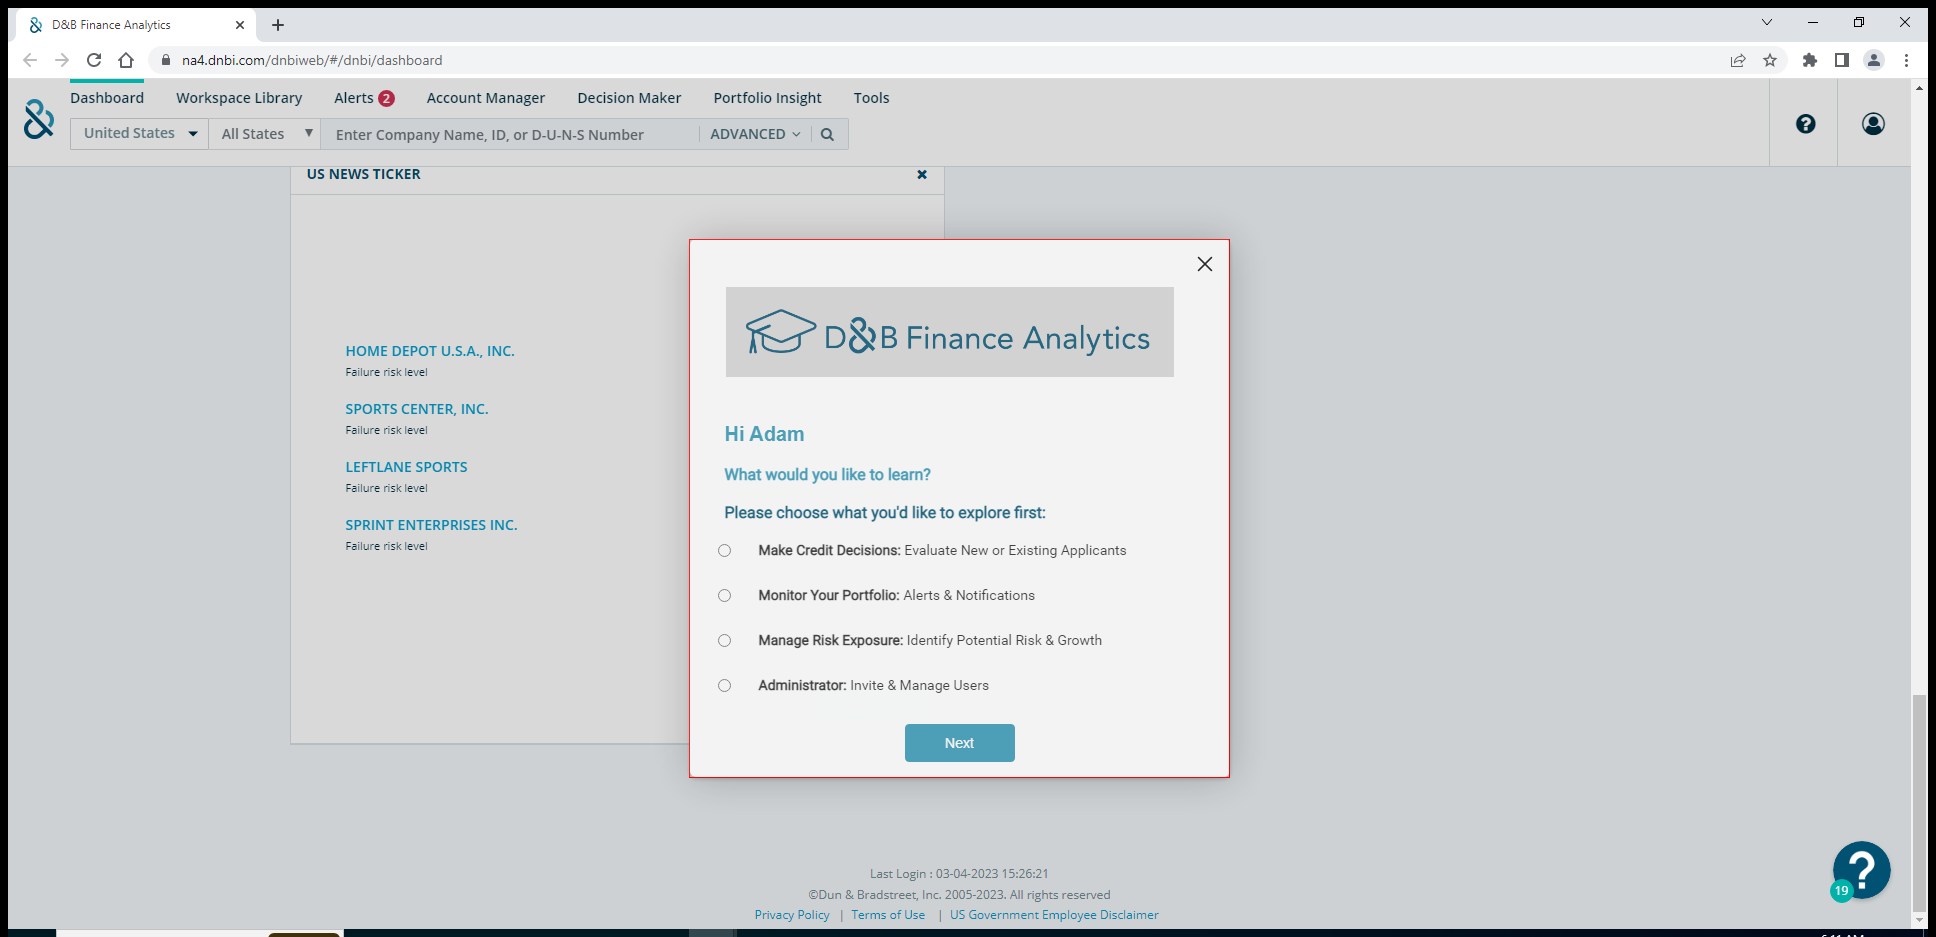 D&B Finance Analytics
na4.dnbi.com/dnbiweb/#/dnbi/dashboard
Dashboard Workspace Library Alerts 2 Account Manager Decision Maker Portfolio Insight Tools
United States All States Enter Company Name, ID, or D-U-N-S Number ADVANCED
US NEWS TICKER
HOME DEPOT U.S.A., INC.
Failure risk level
SPORTS CENTER, INC.
Failure risk level
LEFTLANE SPORTS
Failure risk level
SPRINT ENTERPRISES INC.
Failure risk level
D&B Finance Analytics
Hi Adam
What would you like to learn?
Please choose what you'd like to explore first:
Make Credit Decisions: Evaluate New or Existing Applicants
Monitor Your Portfolio: Alerts & Notifications
Manage Risk Exposure: Identify Potential Risk & Growth
Administrator: Invite & Manage Users
Next
Last Login : 03-04-2023 15:26:21
©Dun & Bradstreet, Inc. 2005-2023. All rights reserved
Privacy Policy | Terms of Use | US Government Employee Disclaimer
?
19